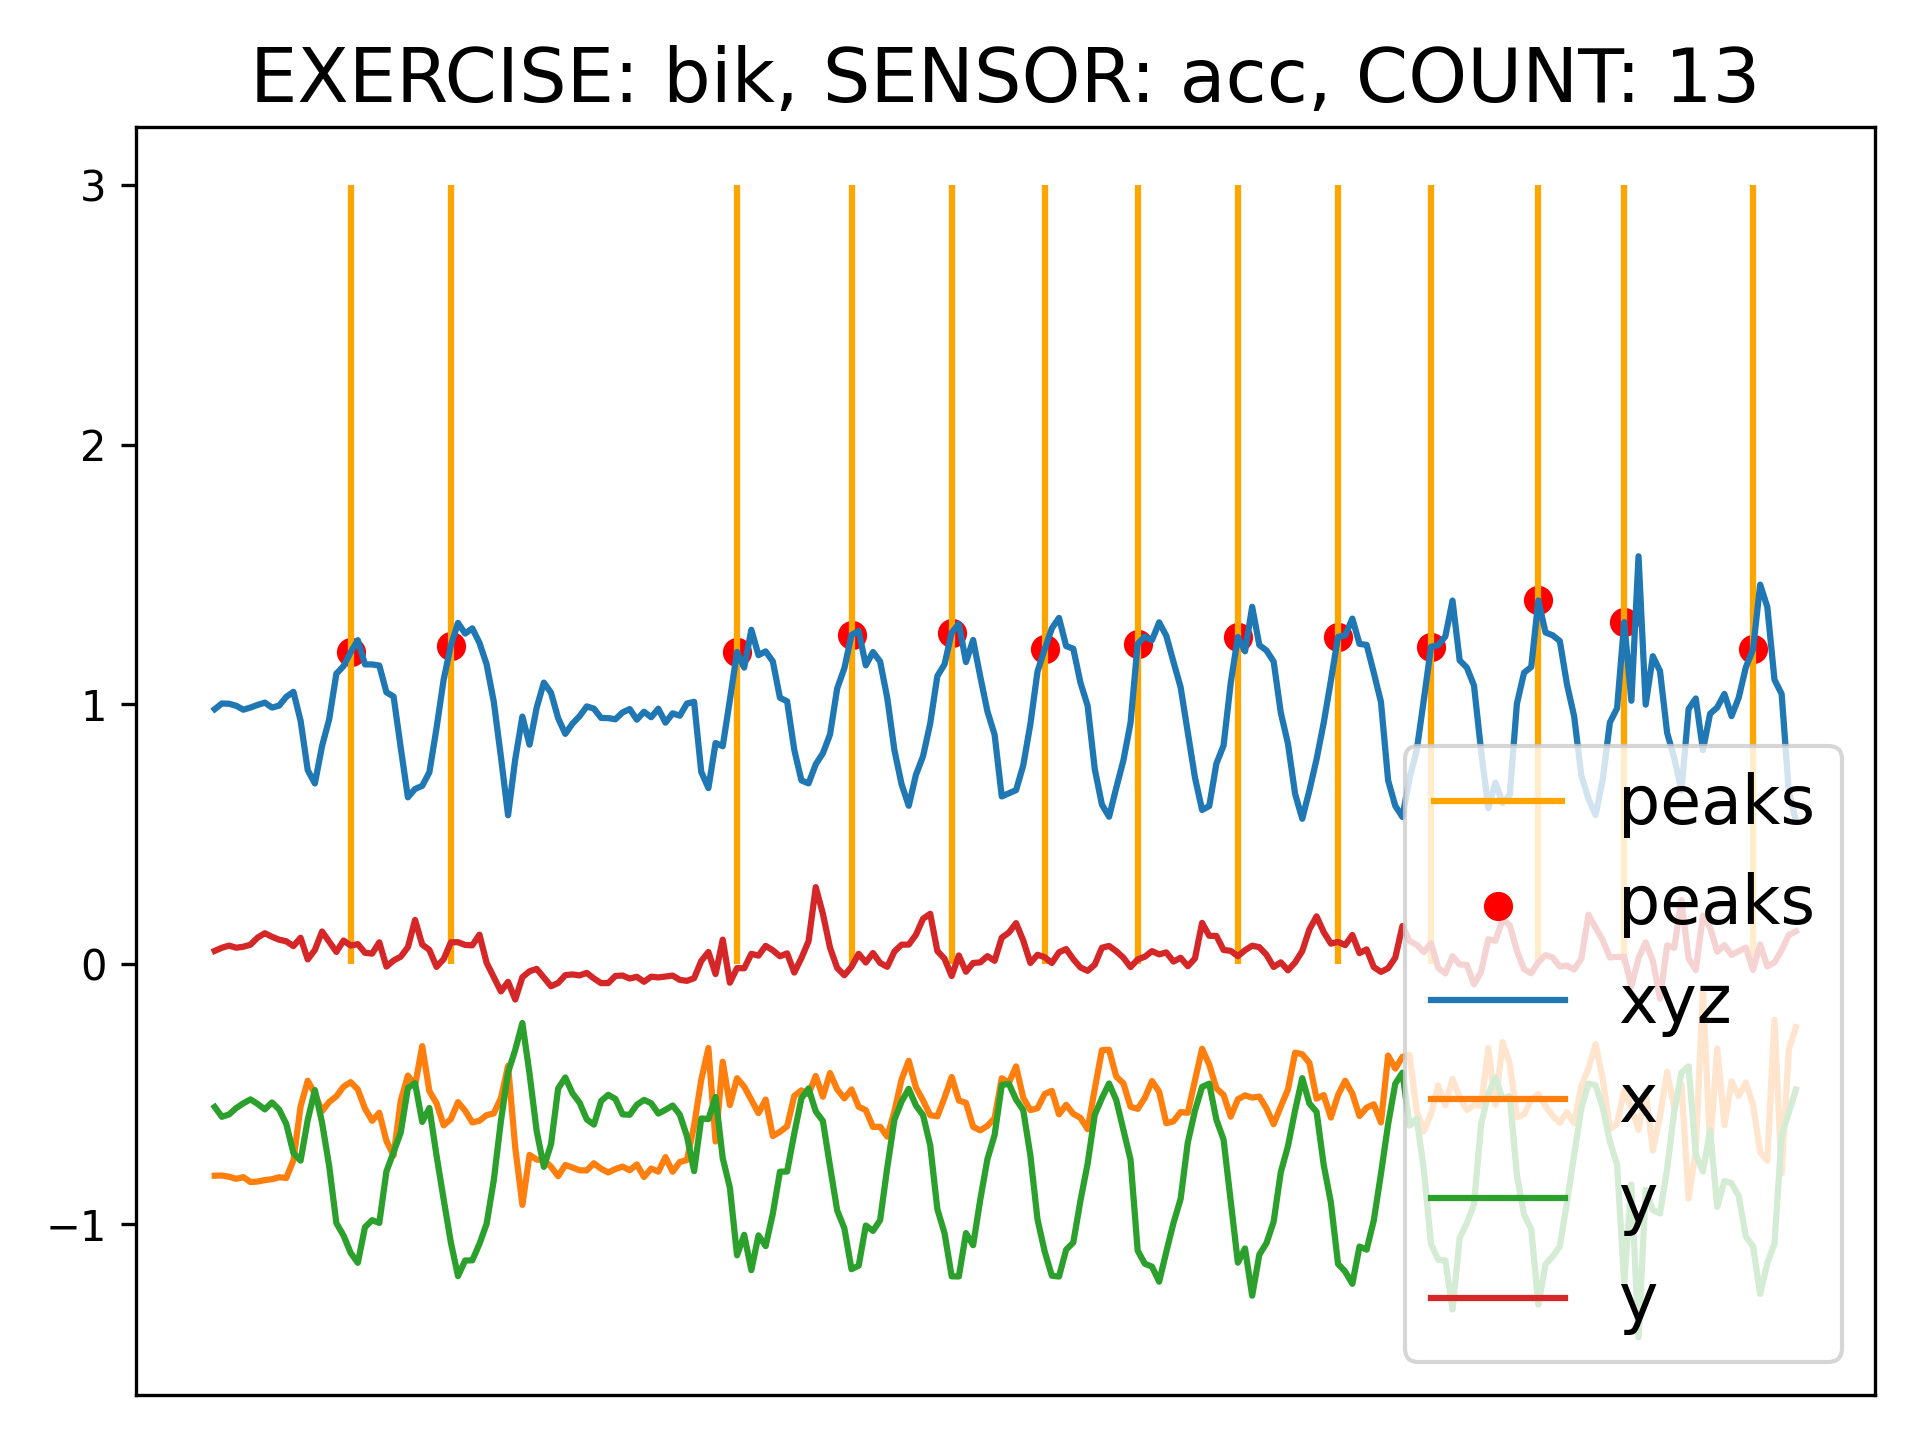 EXERCISE: bik, SENSOR: acc, COUNT: 13
3
2
1
0
−1
peaks
peaks
xyz
x
y
y